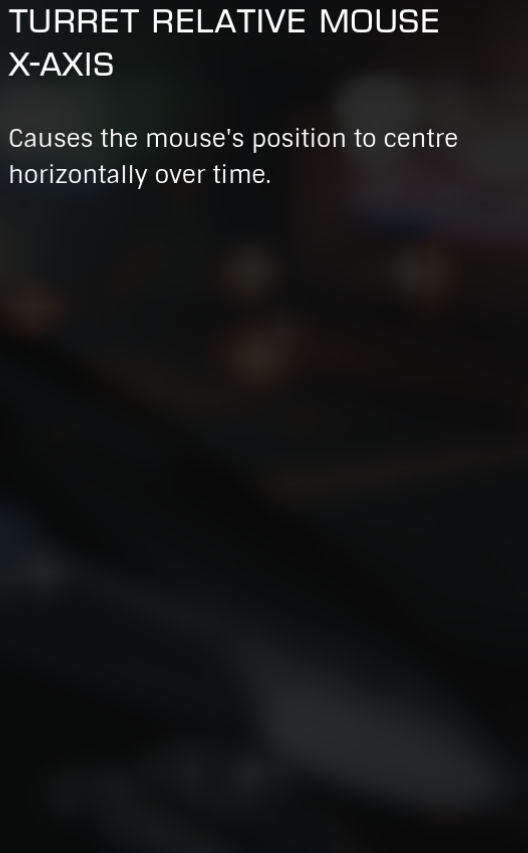 TURRET RELATIVE MOUSE
X-AXIS
Causes the mouse's position to centre
horizontally over time.